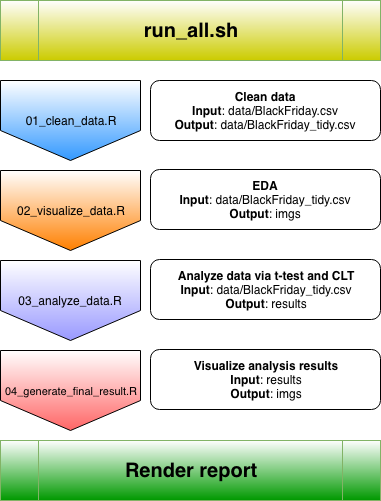 run_all.sh
01_clean_data.R
Clean data
Input: data/BlackFriday.csv
Output: data/BlackFriday_tidy.csv
02_visualize_data.R
EDA
Input: data/BlackFriday_tidy.csv
Output: imgs
03_analyze_data.R
Analyze data via t-test and CLT
Input: data/BlackFriday_tidy.csv
Output: results
04_generate_final_result.R
Visualize analysis results
Input: results
Output: imgs
Render report